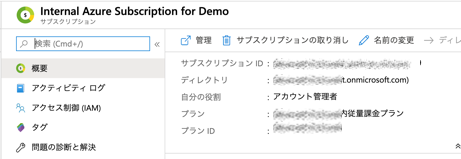 Internal Azure Subscription for Demo
サブスクリプション
検索 (Cmd+/)
«
管理
サブスクリプションの取り消し
名前の変更
→ ディレ
概要
アクティビティ ログ
アクセス制御 (IAM)
タグ
問題の診断と解決
サブスクリプション ID :
ディレクトリ : t.onmicrosoft.com)
自分の役割 : アカウント管理者
プラン : 内従量課金プラン
プラン ID :